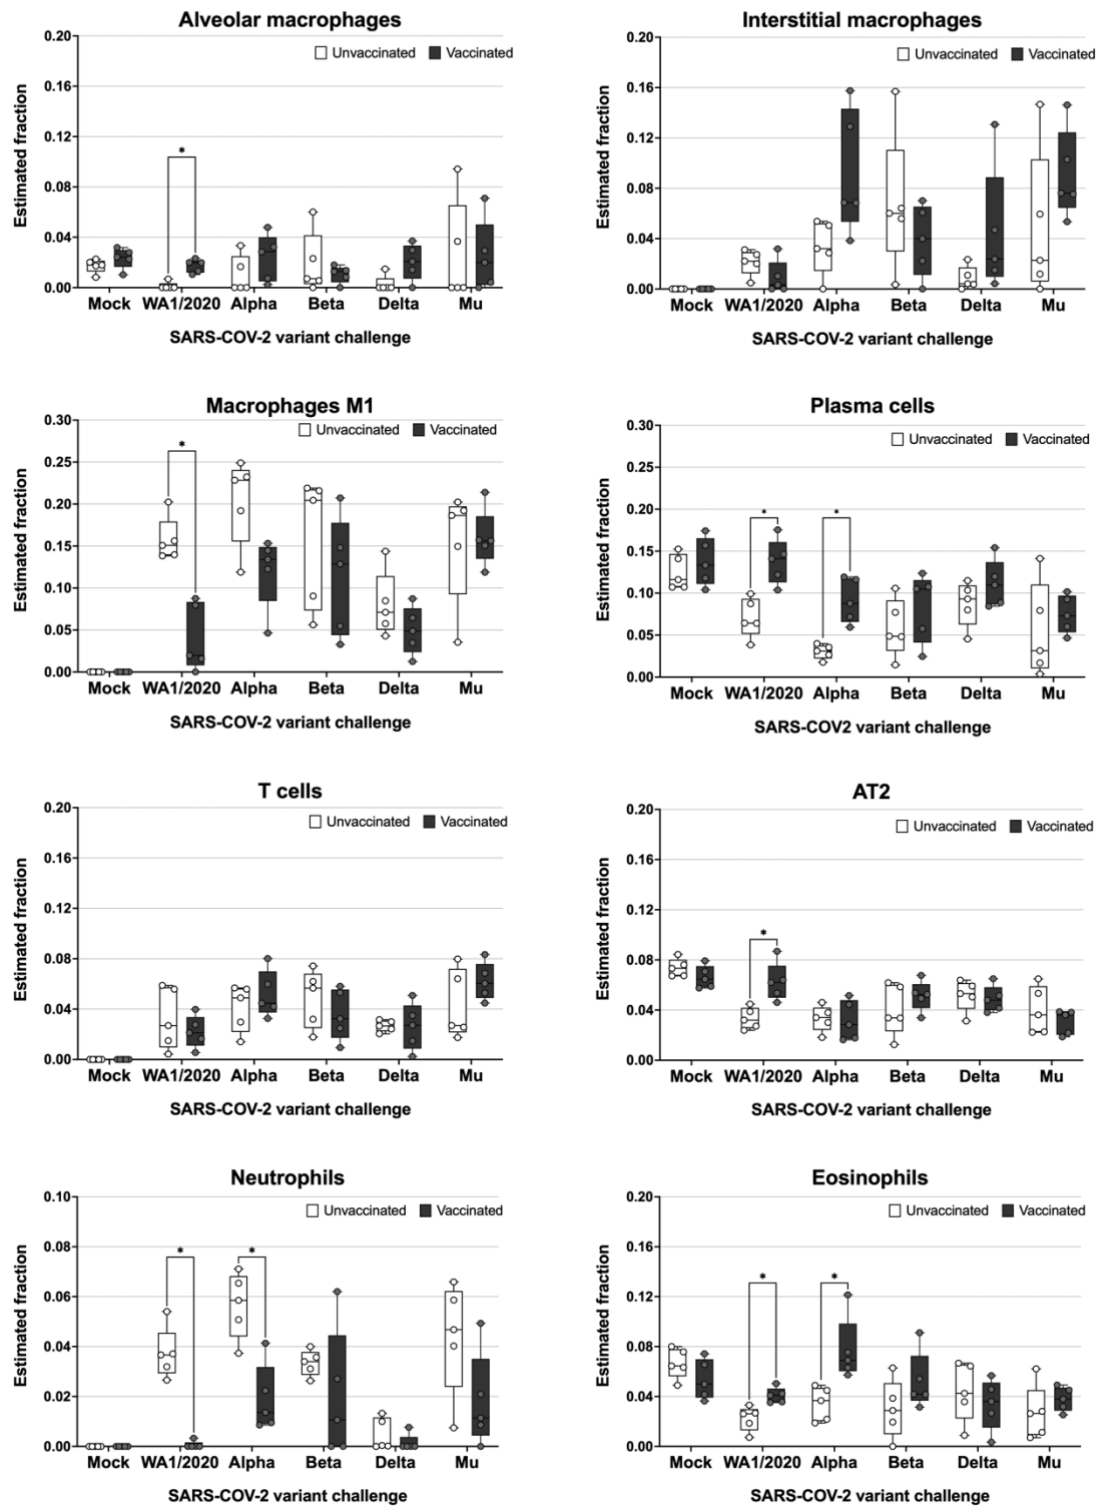 Alveolar macrophages
Unvaccinated Vaccinated
Estimated fraction
0.20
0.16
0.12
0.08
0.04
0.00
*
Mock WA1/2020 Alpha Beta Delta Mu
SARS-COV-2 variant challenge
Interstitial macrophages
Unvaccinated Vaccinated
Estimated fraction
0.20
0.16
0.12
0.08
0.04
0.00
Mock WA1/2020 Alpha Beta Delta Mu
SARS-COV-2 variant challenge
Macrophages M1
Unvaccinated Vaccinated
Estimated fraction
0.30
0.25
0.20
0.15
0.10
0.05
0.00
*
Mock WA1/2020 Alpha Beta Delta Mu
SARS-COV-2 variant challenge
Plasma cells
Unvaccinated Vaccinated
Estimated fraction
0.30
0.25
0.20
0.15
0.10
0.05
0.00
* *
Mock WA1/2020 Alpha Beta Delta Mu
SARS-COV2 variant challenge
T cells
Unvaccinated Vaccinated
Estimated fraction
0.20
0.16
0.12
0.08
0.04
0.00
Mock WA1/2020 Alpha Beta Delta Mu
SARS-COV-2 variant challenge
AT2
Unvaccinated Vaccinated
Estimated fraction
0.20
0.16
0.12
0.08
0.04
0.00
*
Mock WA1/2020 Alpha Beta Delta Mu
SARS-COV-2 variant challenge
Neutrophils
Unvaccinated Vaccinated
Estimated fraction
0.10
0.08
0.06
0.04
0.02
0.00
* *
Mock WA1/2020 Alpha Beta Delta Mu
SARS-COV-2 variant challenge
Eosinophils
Unvaccinated Vaccinated
Estimated fraction
0.20
0.16
0.12
0.08
0.04
0.00
* *
Mock WA1/2020 Alpha Beta Delta Mu
SARS-COV-2 variant challenge